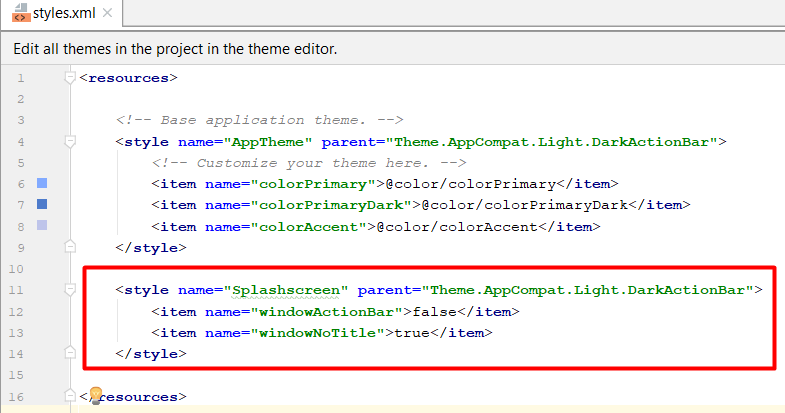 styles.xml
Edit all themes in the project in the theme editor.
1 <resources>
2
3 <!-- Base application theme. -->
4 <style name="AppTheme" parent="Theme.AppCompat.Light.DarkActionBar">
5 <!-- Customize your theme here. -->
6 <item name="colorPrimary">@color/colorPrimary</item>
7 <item name="colorPrimaryDark">@color/colorPrimaryDark</item>
8 <item name="colorAccent">@color/colorAccent</item>
9 </style>
10
11 <style name="Splashscreen" parent="Theme.AppCompat.Light.DarkActionBar">
12 <item name="windowActionBar">false</item>
13 <item name="windowNoTitle">true</item>
14 </style>
15
16 </resources>